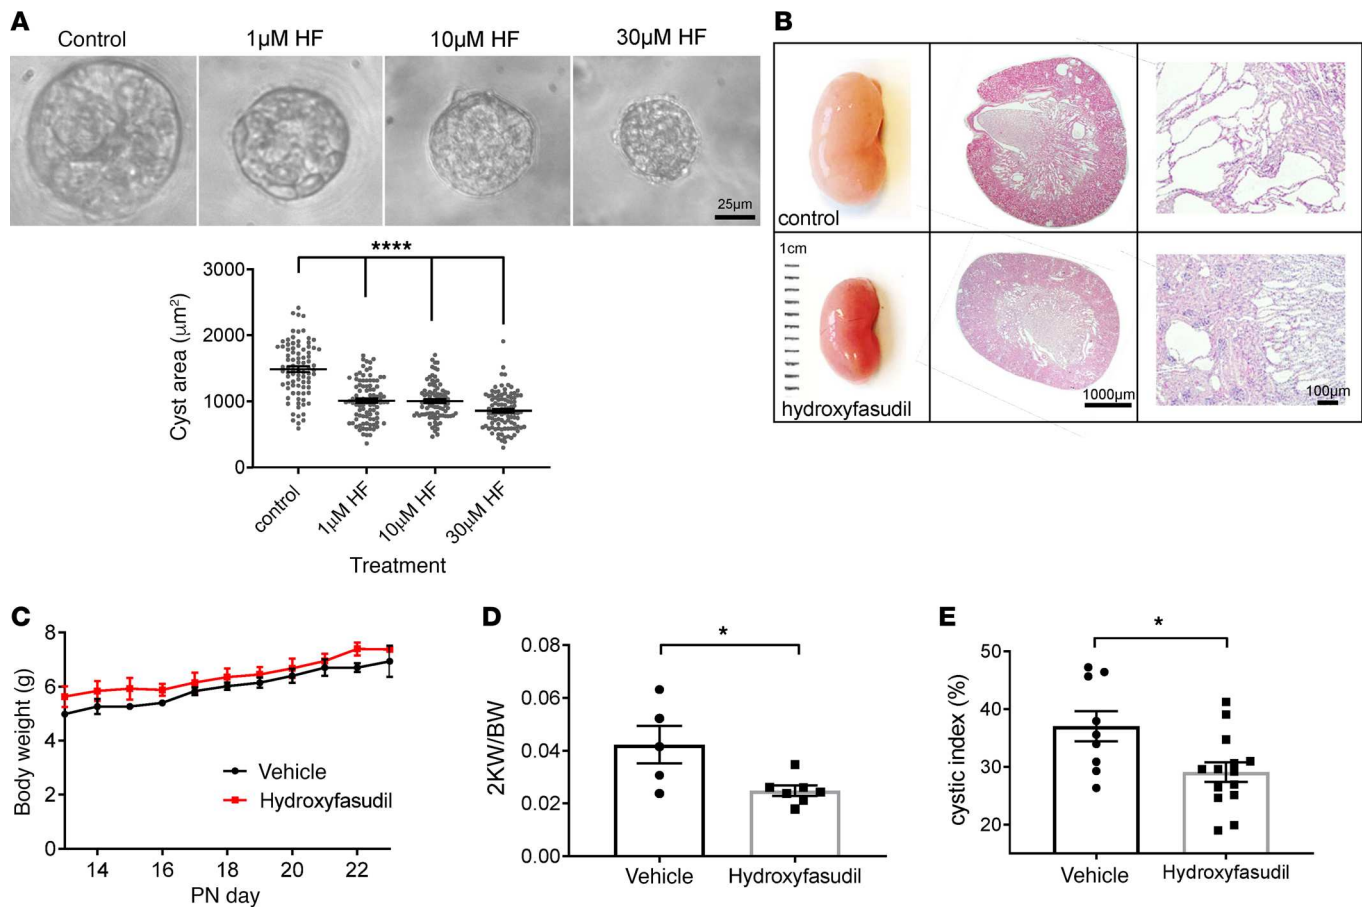 A
Control
1μM HF
10μM HF
30μM HF
25μm
****
Cyst area (μm²)
3000
2000
1000
0
control
1μM HF
10μM HF
30μM HF
Treatment
B
control
1cm
hydroxyfasudil
1000μm
100μm
C
Body weight (g)
8
6
4
2
0
Vehicle
Hydroxyfasudil
14 16 18 20 22
PN day
D
*
2KW/BW
0.08
0.06
0.04
0.02
0.00
Vehicle Hydroxyfasudil
E
*
cystic index (%)
50
40
30
20
Vehicle Hydroxyfasudil